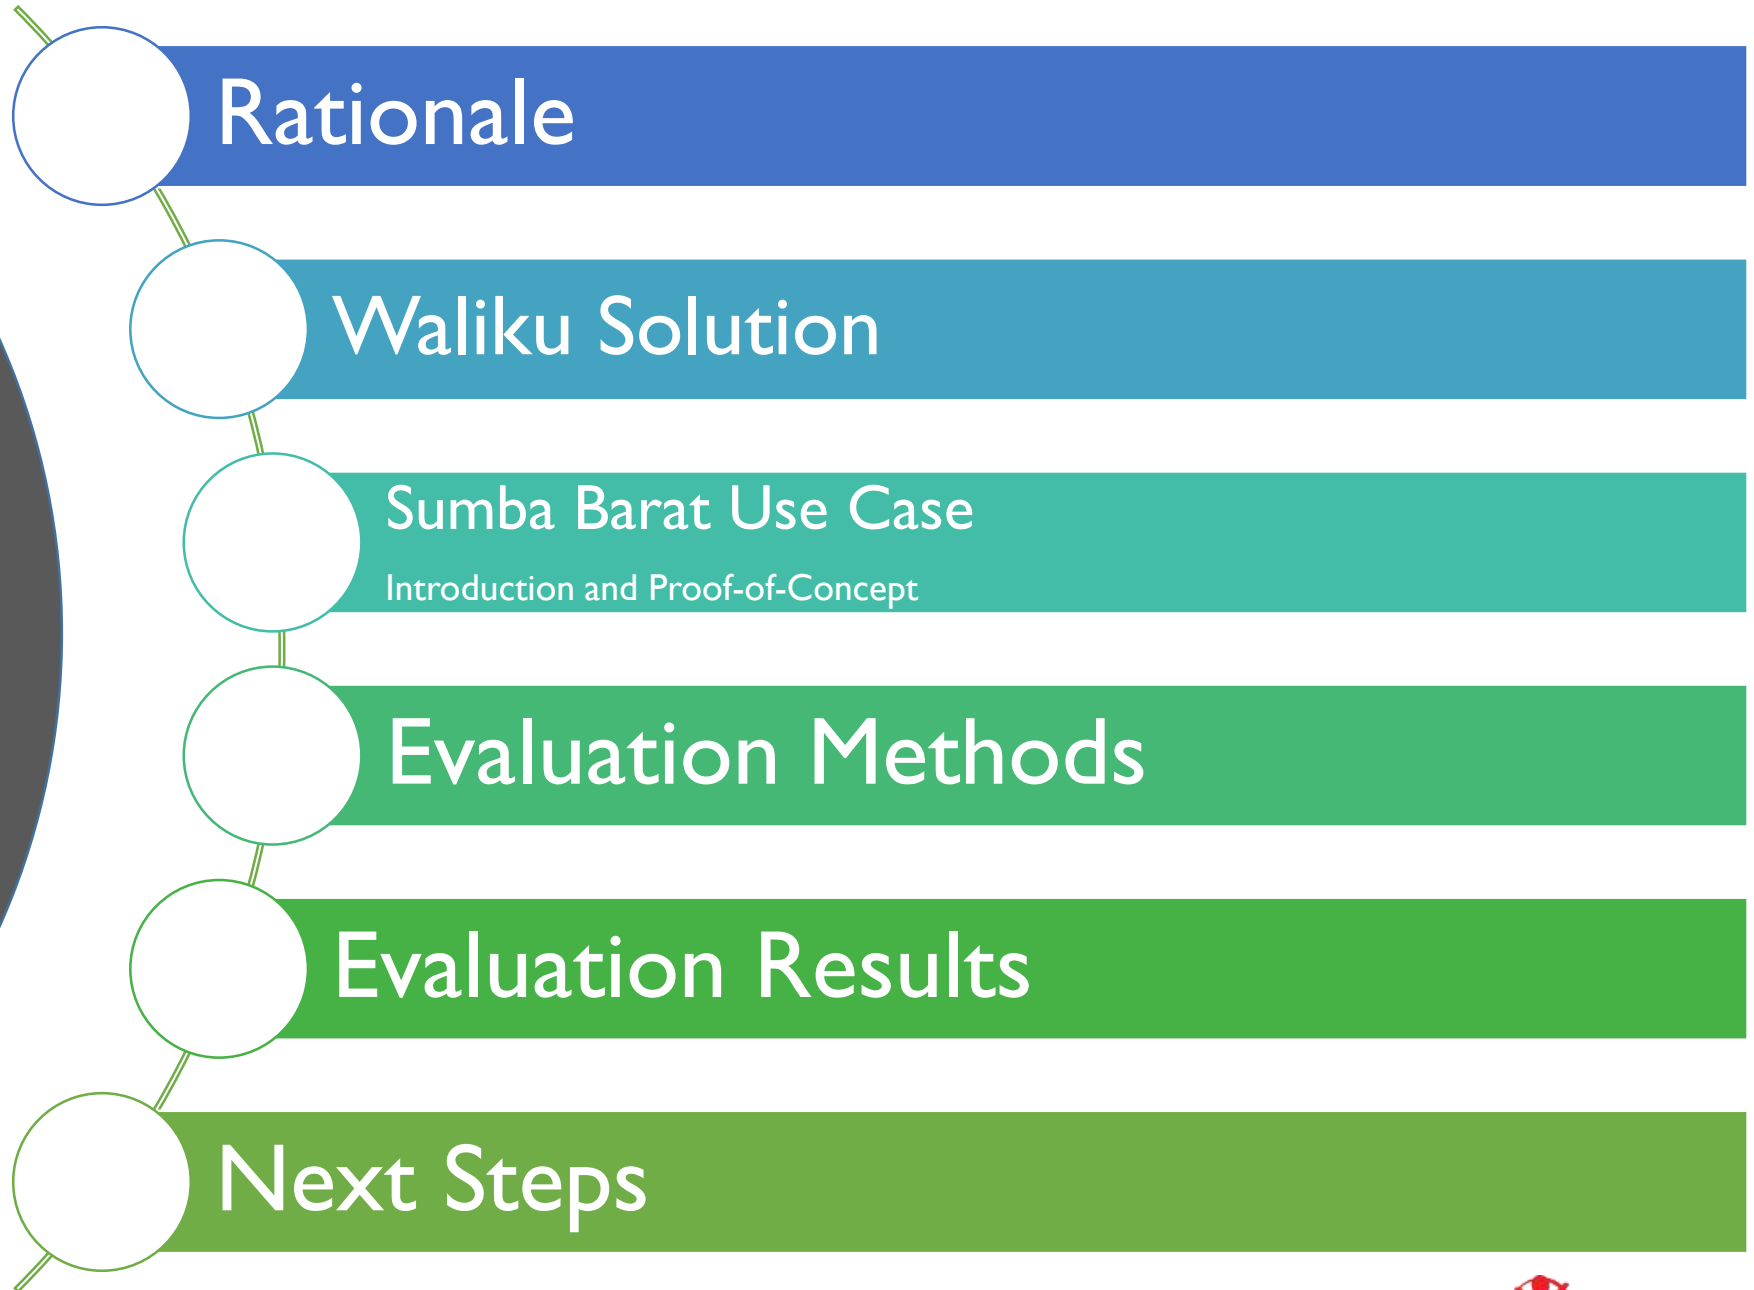 Rationale
Waliku Solution
Sumba Barat Use Case
Introduction and Proof-of-Concept
Evaluation Methods
Evaluation Results
Next Steps